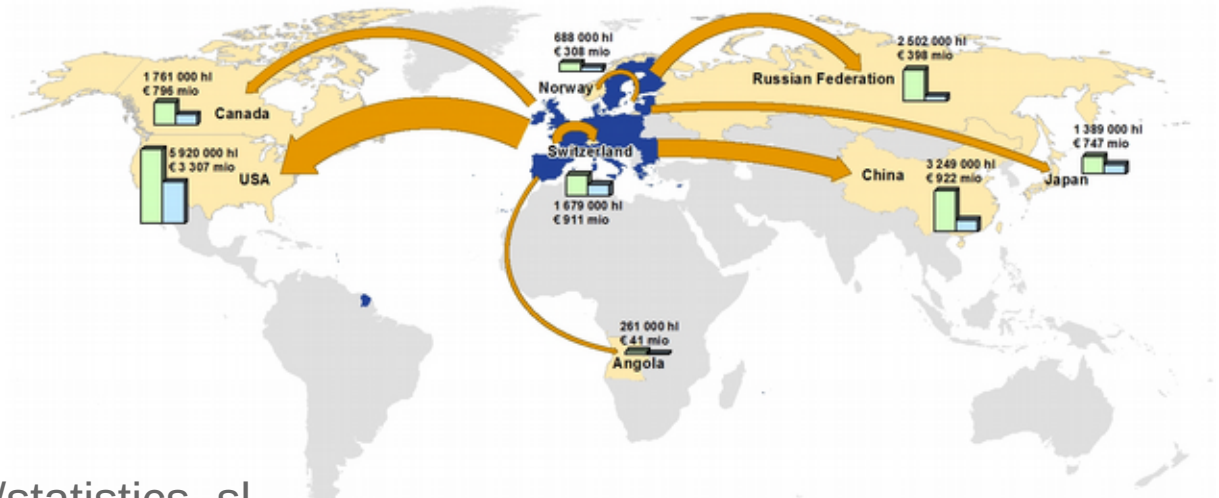 688 000 hl
€ 308 mio
Norway
2 502 000 hl
€ 398 mio
Russian Federation
1 761 000 hl
€ 796 mio
Canada
5 920 000 hl
€ 3 307 mio
USA
Switzerland
1 679 000 hl
€ 911 mio
1 389 000 hl
€ 747 mio
Japan
3 249 000 hl
€ 922 mio
China
261 000 hl
€ 41 mio
Angola